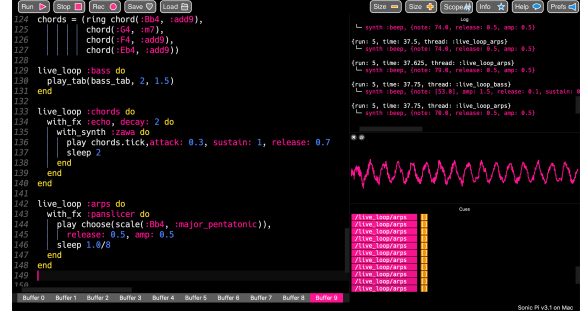 Run Stop Rec Save Load Size Size Scope Info Help Prefs
124 chords = (ring chord(:Bb4, :add9),
125 chord(:G4, :m7),
126 chord(:F4, :add9),
127 chord(:Eb4, :add9))
128
129 live_loop :bass do
130 play_tab(bass_tab, 2, 1.5)
131 end
132
133 live_loop :chords do
134 with_fx :echo, decay: 2 do
135 with_synth :zawa do
136 play chords.tick,attack: 0.3, sustain: 1, release: 0.7
137 sleep 2
138 end
139 end
140 end
141
142 live_loop :arps do
143 with_fx :panslicer do
144 play choose(scale(:Bb4, :major_pentatonic)),
145 release: 0.5, amp: 0.5
146 sleep 1.0/8
147 end
148 end
149
150
Buffer 0 Buffer 1 Buffer 2 Buffer 3 Buffer 4 Buffer 5 Buffer 6 Buffer 7 Buffer 8 Buffer 9
Log
synth :beep, {note: 74.0, release: 0.5, amp: 0.5}
{run: 5, time: 37.5, thread: :live_loop_arps}
synth :beep, {note: 74.0, release: 0.5, amp: 0.5}
{run: 5, time: 37.625, thread: :live_loop_arps}
synth :beep, {note: 79.0, release: 0.5, amp: 0.5}
{run: 5, time: 37.75, thread: :live_loop_bass}
synth :beep, {note: [53.0], amp: 1.5, release: 0.1, sustain:
{run: 5, time: 37.75, thread: :live_loop_arps}
synth :beep, {note: 70.0, release: 0.5, amp: 0.5}
Cues
/live_loop/arps
/live_loop/arps
/live_loop/arps
/live_loop/arps
/live_loop/arps
/live_loop/arps
/live_loop/arps
/live_loop/arps
/live_loop/arps
Sonic Pi v3.1 on Mac